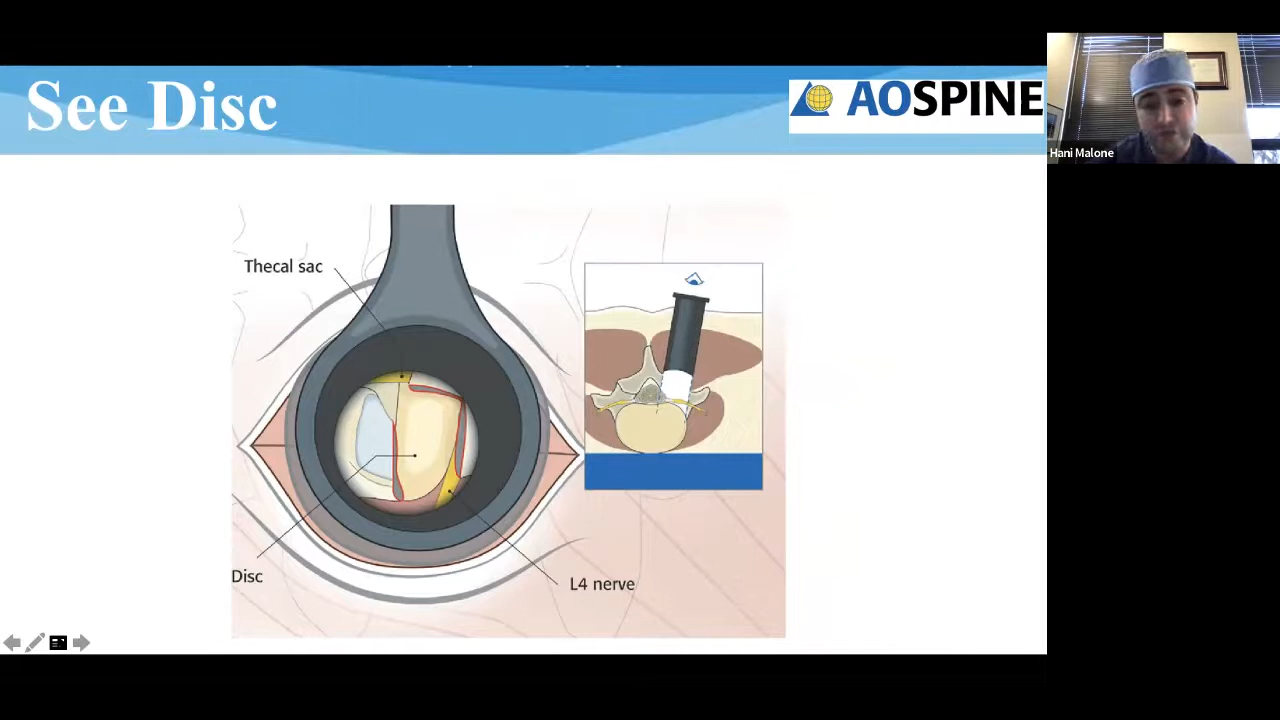 See Disc
AOSPINE
Hani Malone
Thecal sac
Disc
L4 nerve